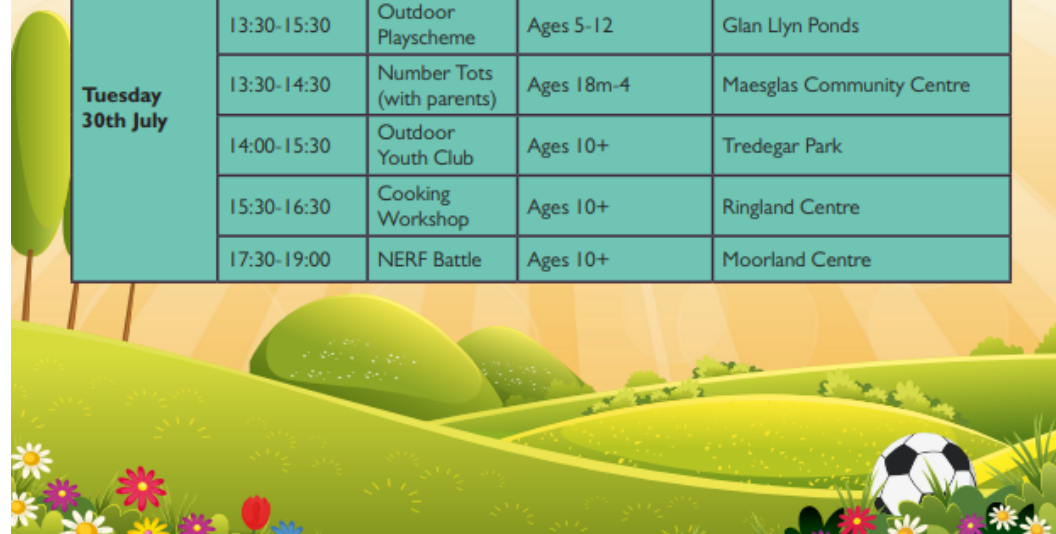 Tuesday
30th July
13:30-15:30
Outdoor
Playscheme
Ages 5-12
Glan Llyn Ponds
13:30-14:30
Number Tots
(with parents)
Ages 18m-4
Maesglas Community Centre
14:00-15:30
Outdoor
Youth Club
Ages 10+
Tredegar Park
15:30-16:30
Cooking
Workshop
Ages 10+
Ringland Centre
17:30-19:00
NERF Battle
Ages 10+
Moorland Centre